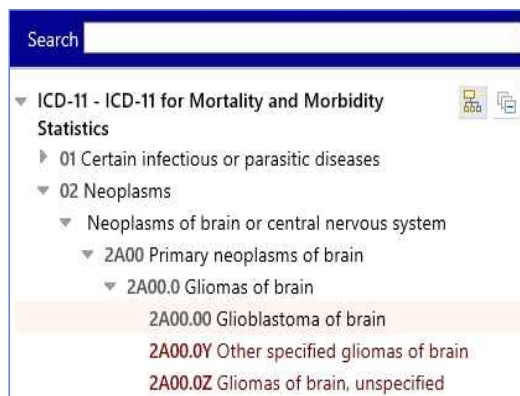 Search
ICD-11 - ICD-11 for Mortality and Morbidity
Statistics
01 Certain infectious or parasitic diseases
02 Neoplasms
Neoplasms of brain or central nervous system
2A00 Primary neoplasms of brain
2A00.0 Gliomas of brain
2A00.00 Glioblastoma of brain
2A00.0Y Other specified gliomas of brain
2A00.0Z Gliomas of brain, unspecified